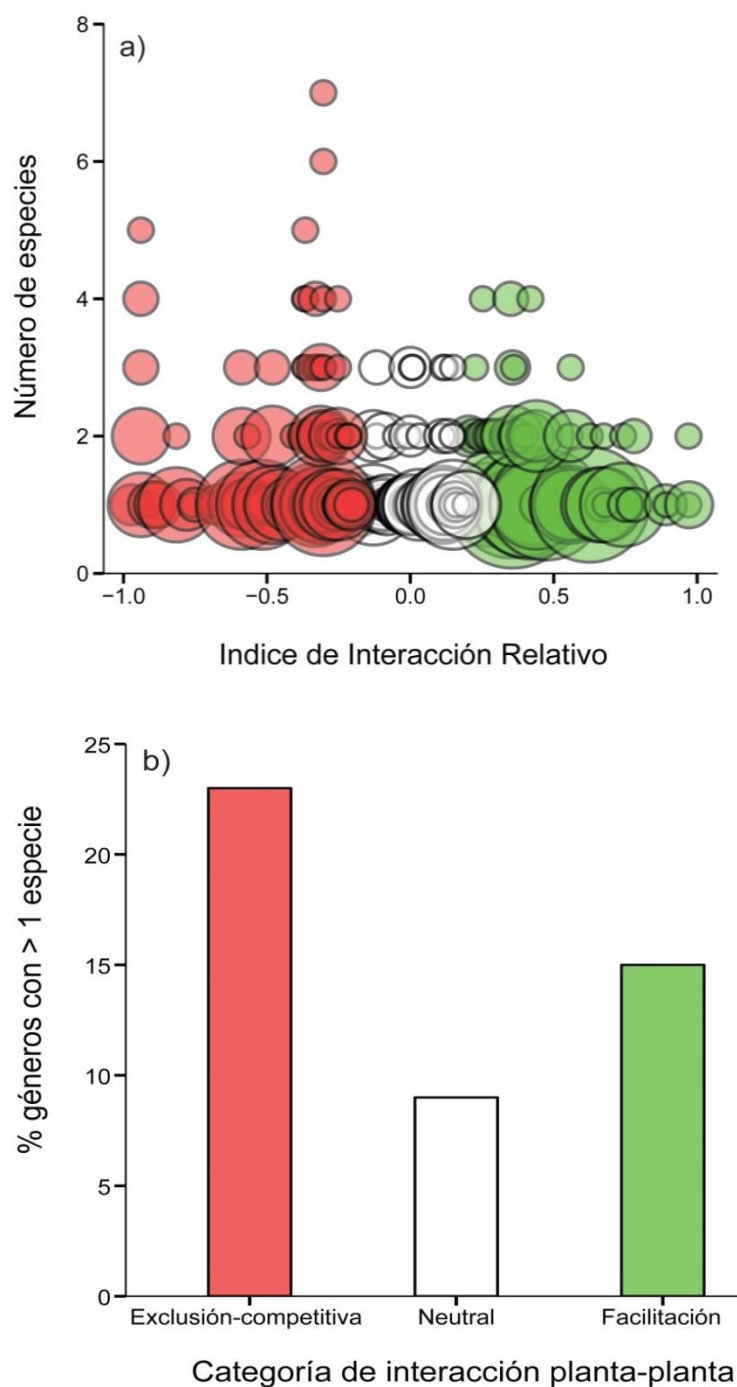 a)
8
6
4
2
0
Número de especies
−1.0 −0.5 0.0 0.5 1.0
Indice de Interacción Relativo
b)
25
20
15
10
5
0
% géneros con > 1 especie
Exclusión-competitiva Neutral Facilitación
Categoría de interacción planta-planta